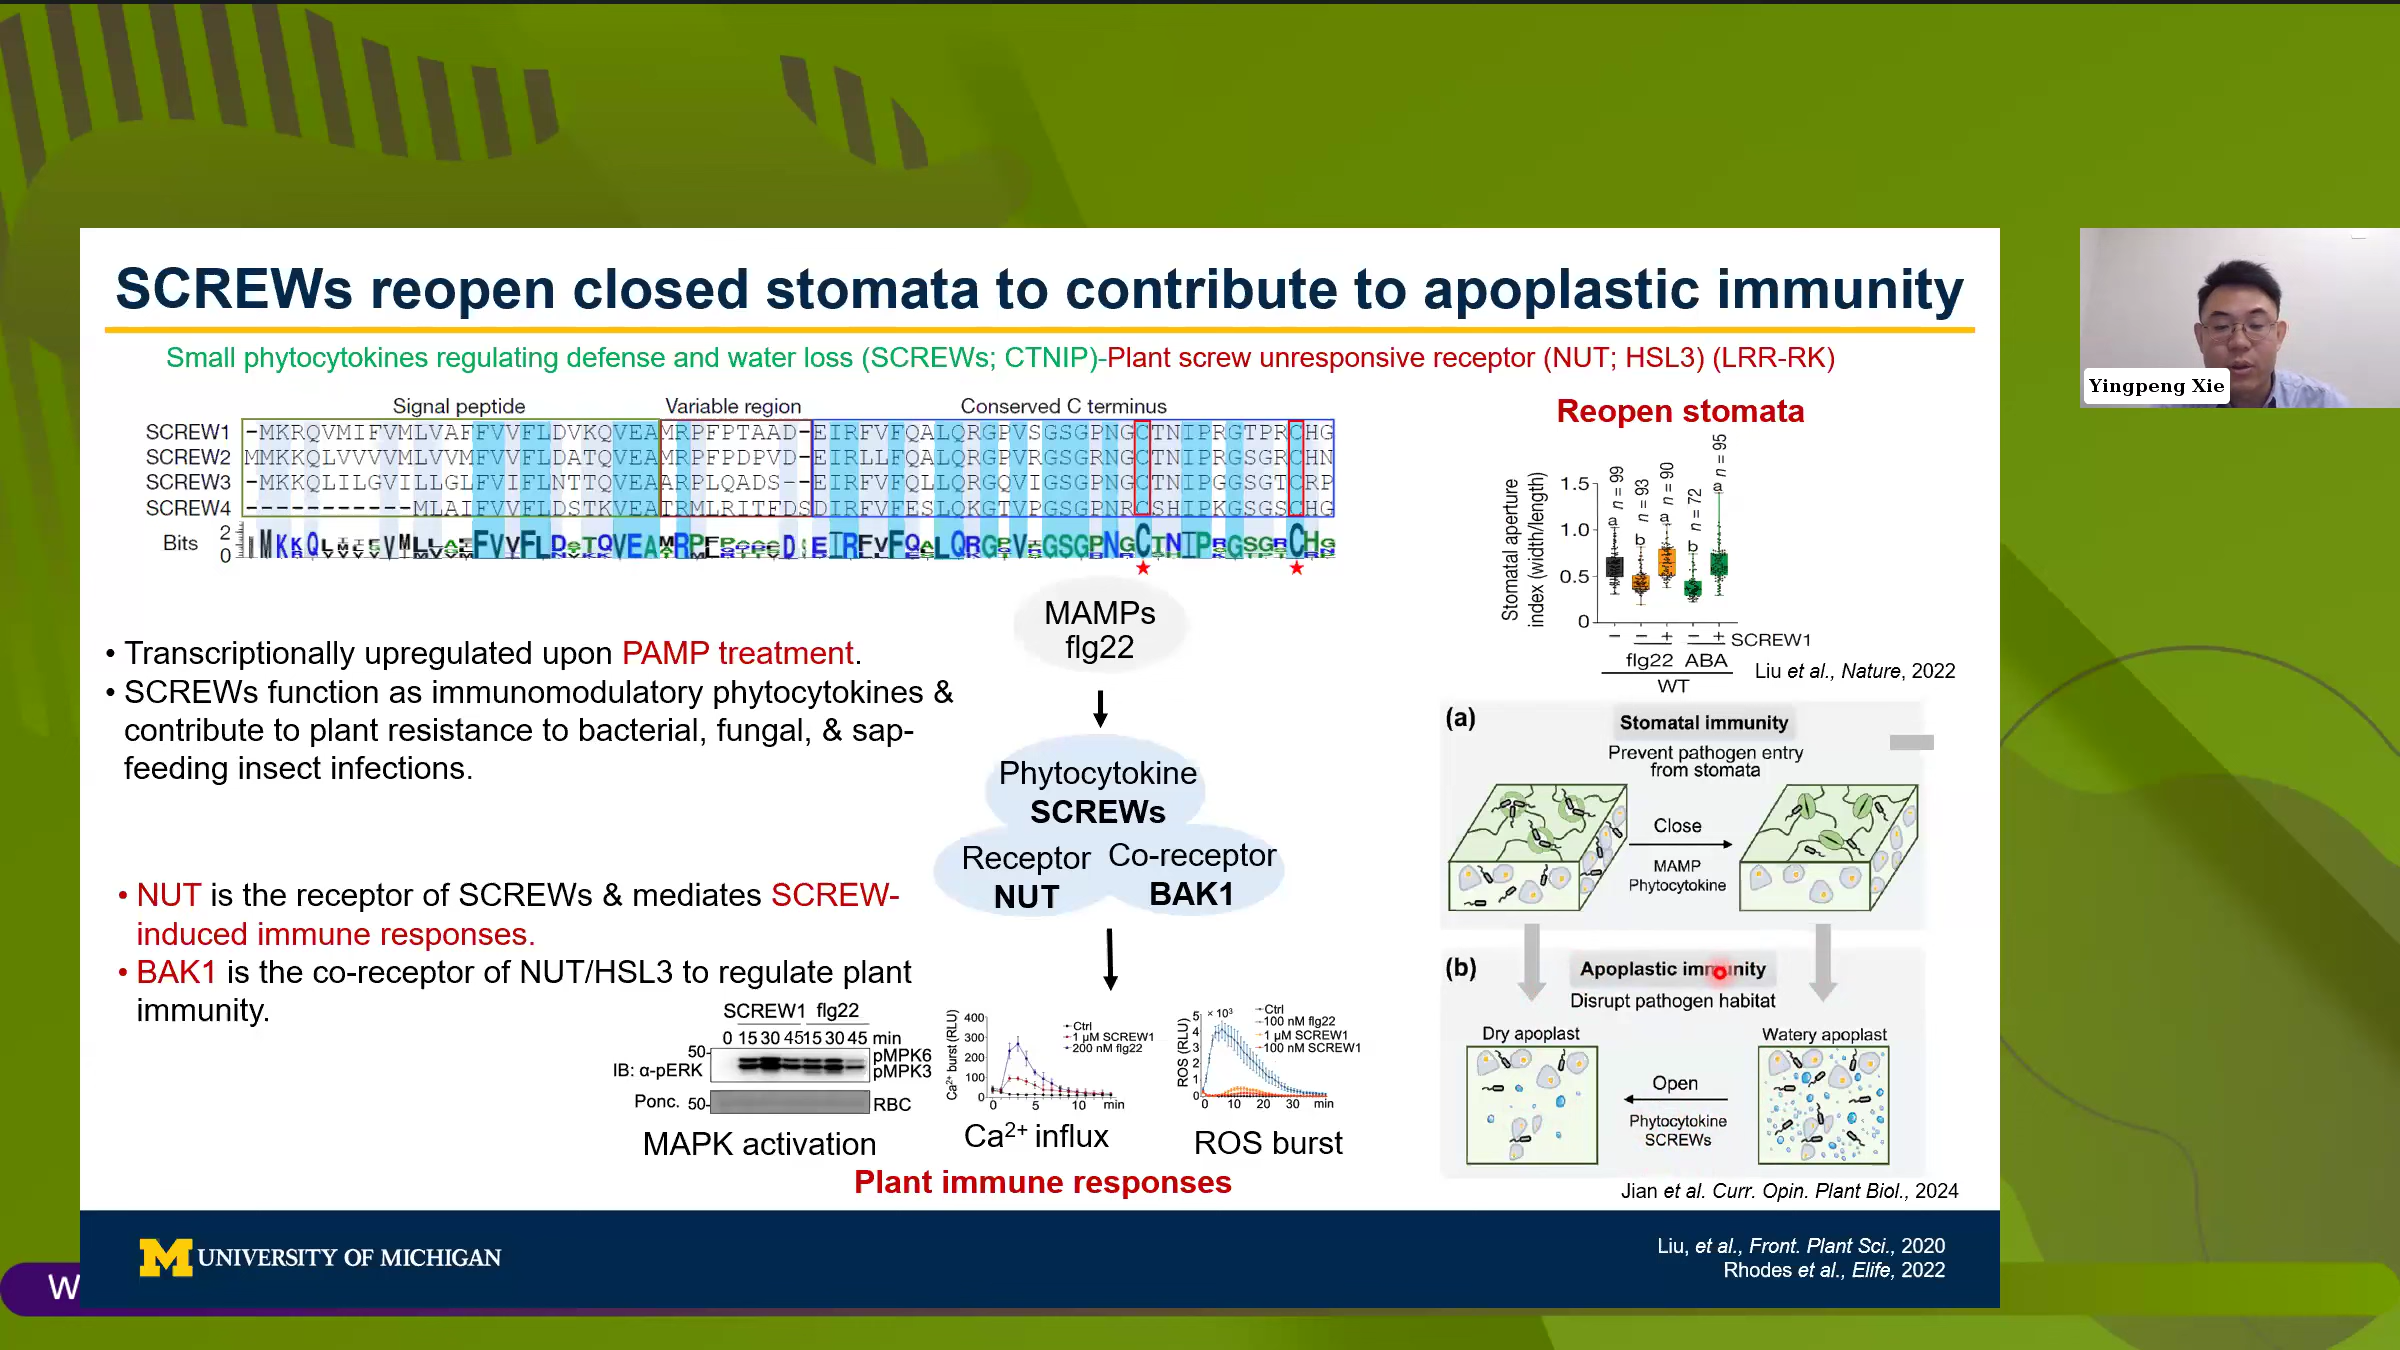 SCREWs reopen closed stomata to contribute to apoplastic immunity
Small phytocytokines regulating defense and water loss (SCREWs; CTNIP)-Plant screw unresponsive receptor (NUT; HSL3) (LRR-RK)
Signal peptide Variable region Conserved C terminus
SCREW1 -MKRQVMIFVMLVAFFVVFLDVKQVEAMRPFPTAAD-EIRFVFQALQRGPVSGSGPNGCTNIPRGTPRCHG
SCREW2 MMKKQLVVVVMLVVMFVVFLDATQVEAMRPFPDPVD-EIRLLFQALQRGPVRGSGRNGCTNIPRGSGRCHN
SCREW3 -MKKQLILGVILLGLFVIFLNTTQVEAARPLQADS--EIRFVFQLLQRGQVIGSGPNGCTNIPGGSGTCRP
SCREW4 -----------MLAIFVVFLDSTKVEATRMLRITFDSDIRFVFESLQKGTVPGSGPNRCSHIPKGSGSCHG
Bits 2
0
• Transcriptionally upregulated upon PAMP treatment.
• SCREWs function as immunomodulatory phytocytokines &
contribute to plant resistance to bacterial, fungal, & sap-
feeding insect infections.
• NUT is the receptor of SCREWs & mediates SCREW-
induced immune responses.
• BAK1 is the co-receptor of NUT/HSL3 to regulate plant
immunity.
MAMPs
flg22
Phytocytokine
SCREWs
Receptor
NUT
Co-receptor
BAK1
SCREW1 flg22
0 15 30 45 15 30 45 min
50-
IB: α-pERK
pMPK6
pMPK3
Ponc. 50-
RBC
MAPK activation
Ca²⁺ burst (RLU)
400
300
200
100
0
0 5 10 min
Ctrl
1 µM SCREW1
200 nM flg22
Ca²⁺ influx
ROS (RLU)
× 10³
5
4
3
2
1
0
0 10 20 30 min
Ctrl
100 nM flg22
1 µM SCREW1
100 nM SCREW1
ROS burst
Plant immune responses
Reopen stomata
Stomatal aperture
index (width/length)
1.5
1.0
0.5
0
a n = 99
b n = 93
a n = 90
b n = 72
a n = 95
− − + − + SCREW1
flg22 ABA
WT
Liu et al., Nature, 2022
(a)
Stomatal immunity
Prevent pathogen entry
from stomata
Close
MAMP
Phytocytokine
(b)
Apoplastic immunity
Disrupt pathogen habitat
Dry apoplast
Watery apoplast
Open
Phytocytokine
SCREWs
Jian et al. Curr. Opin. Plant Biol., 2024
M UNIVERSITY OF MICHIGAN
Liu, et al., Front. Plant Sci., 2020
Rhodes et al., Elife, 2022
Yingpeng Xie
W